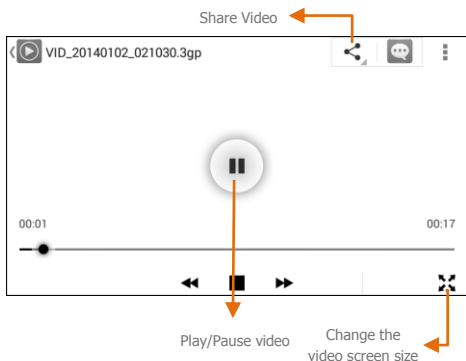 Share Video
VID_20140102_021030.3gp
00:01
00:17
Play/Pause video
Change the
video screen size